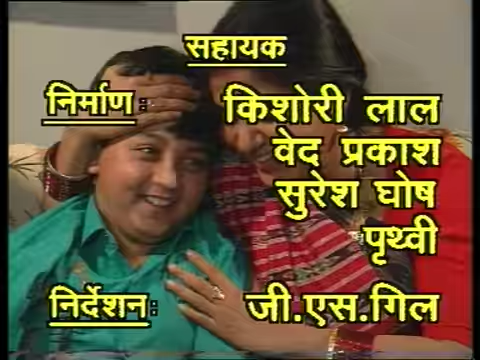 सहायक
निर्माण : किशोरी लाल
वेद प्रकाश
सुरेश घोष
पृथ्वी
निर्देशन : जी.एस.गिल